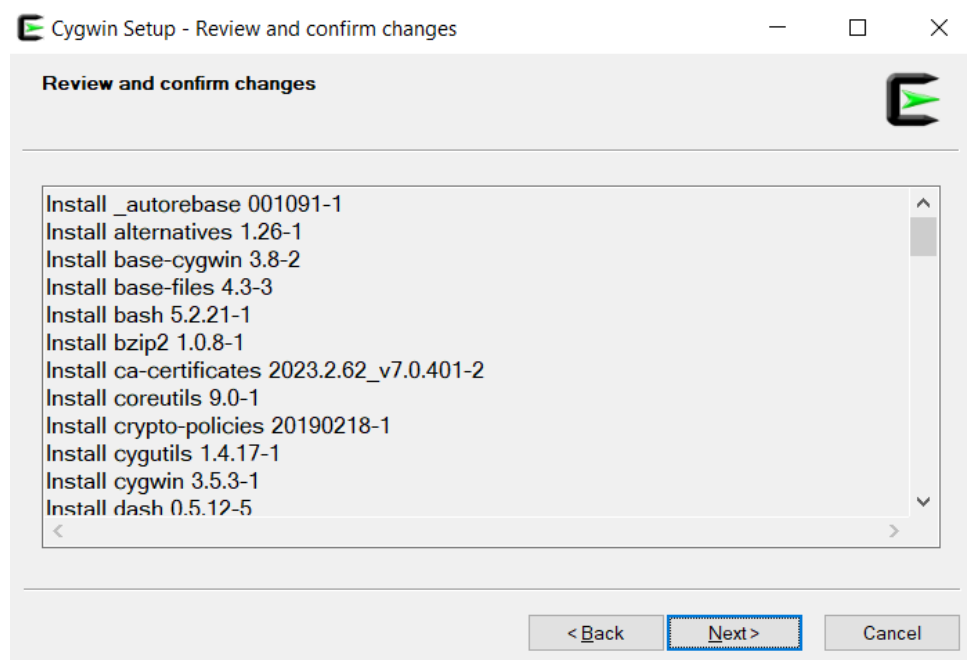 Cygwin Setup - Review and confirm changes
Review and confirm changes
Install _autorebase 001091-1
Install alternatives 1.26-1
Install base-cygwin 3.8-2
Install base-files 4.3-3
Install bash 5.2.21-1
Install bzip2 1.0.8-1
Install ca-certificates 2023.2.62_v7.0.401-2
Install coreutils 9.0-1
Install crypto-policies 20190218-1
Install cygutils 1.4.17-1
Install cygwin 3.5.3-1
Install dash 0.5.12-5
< Back Next > Cancel